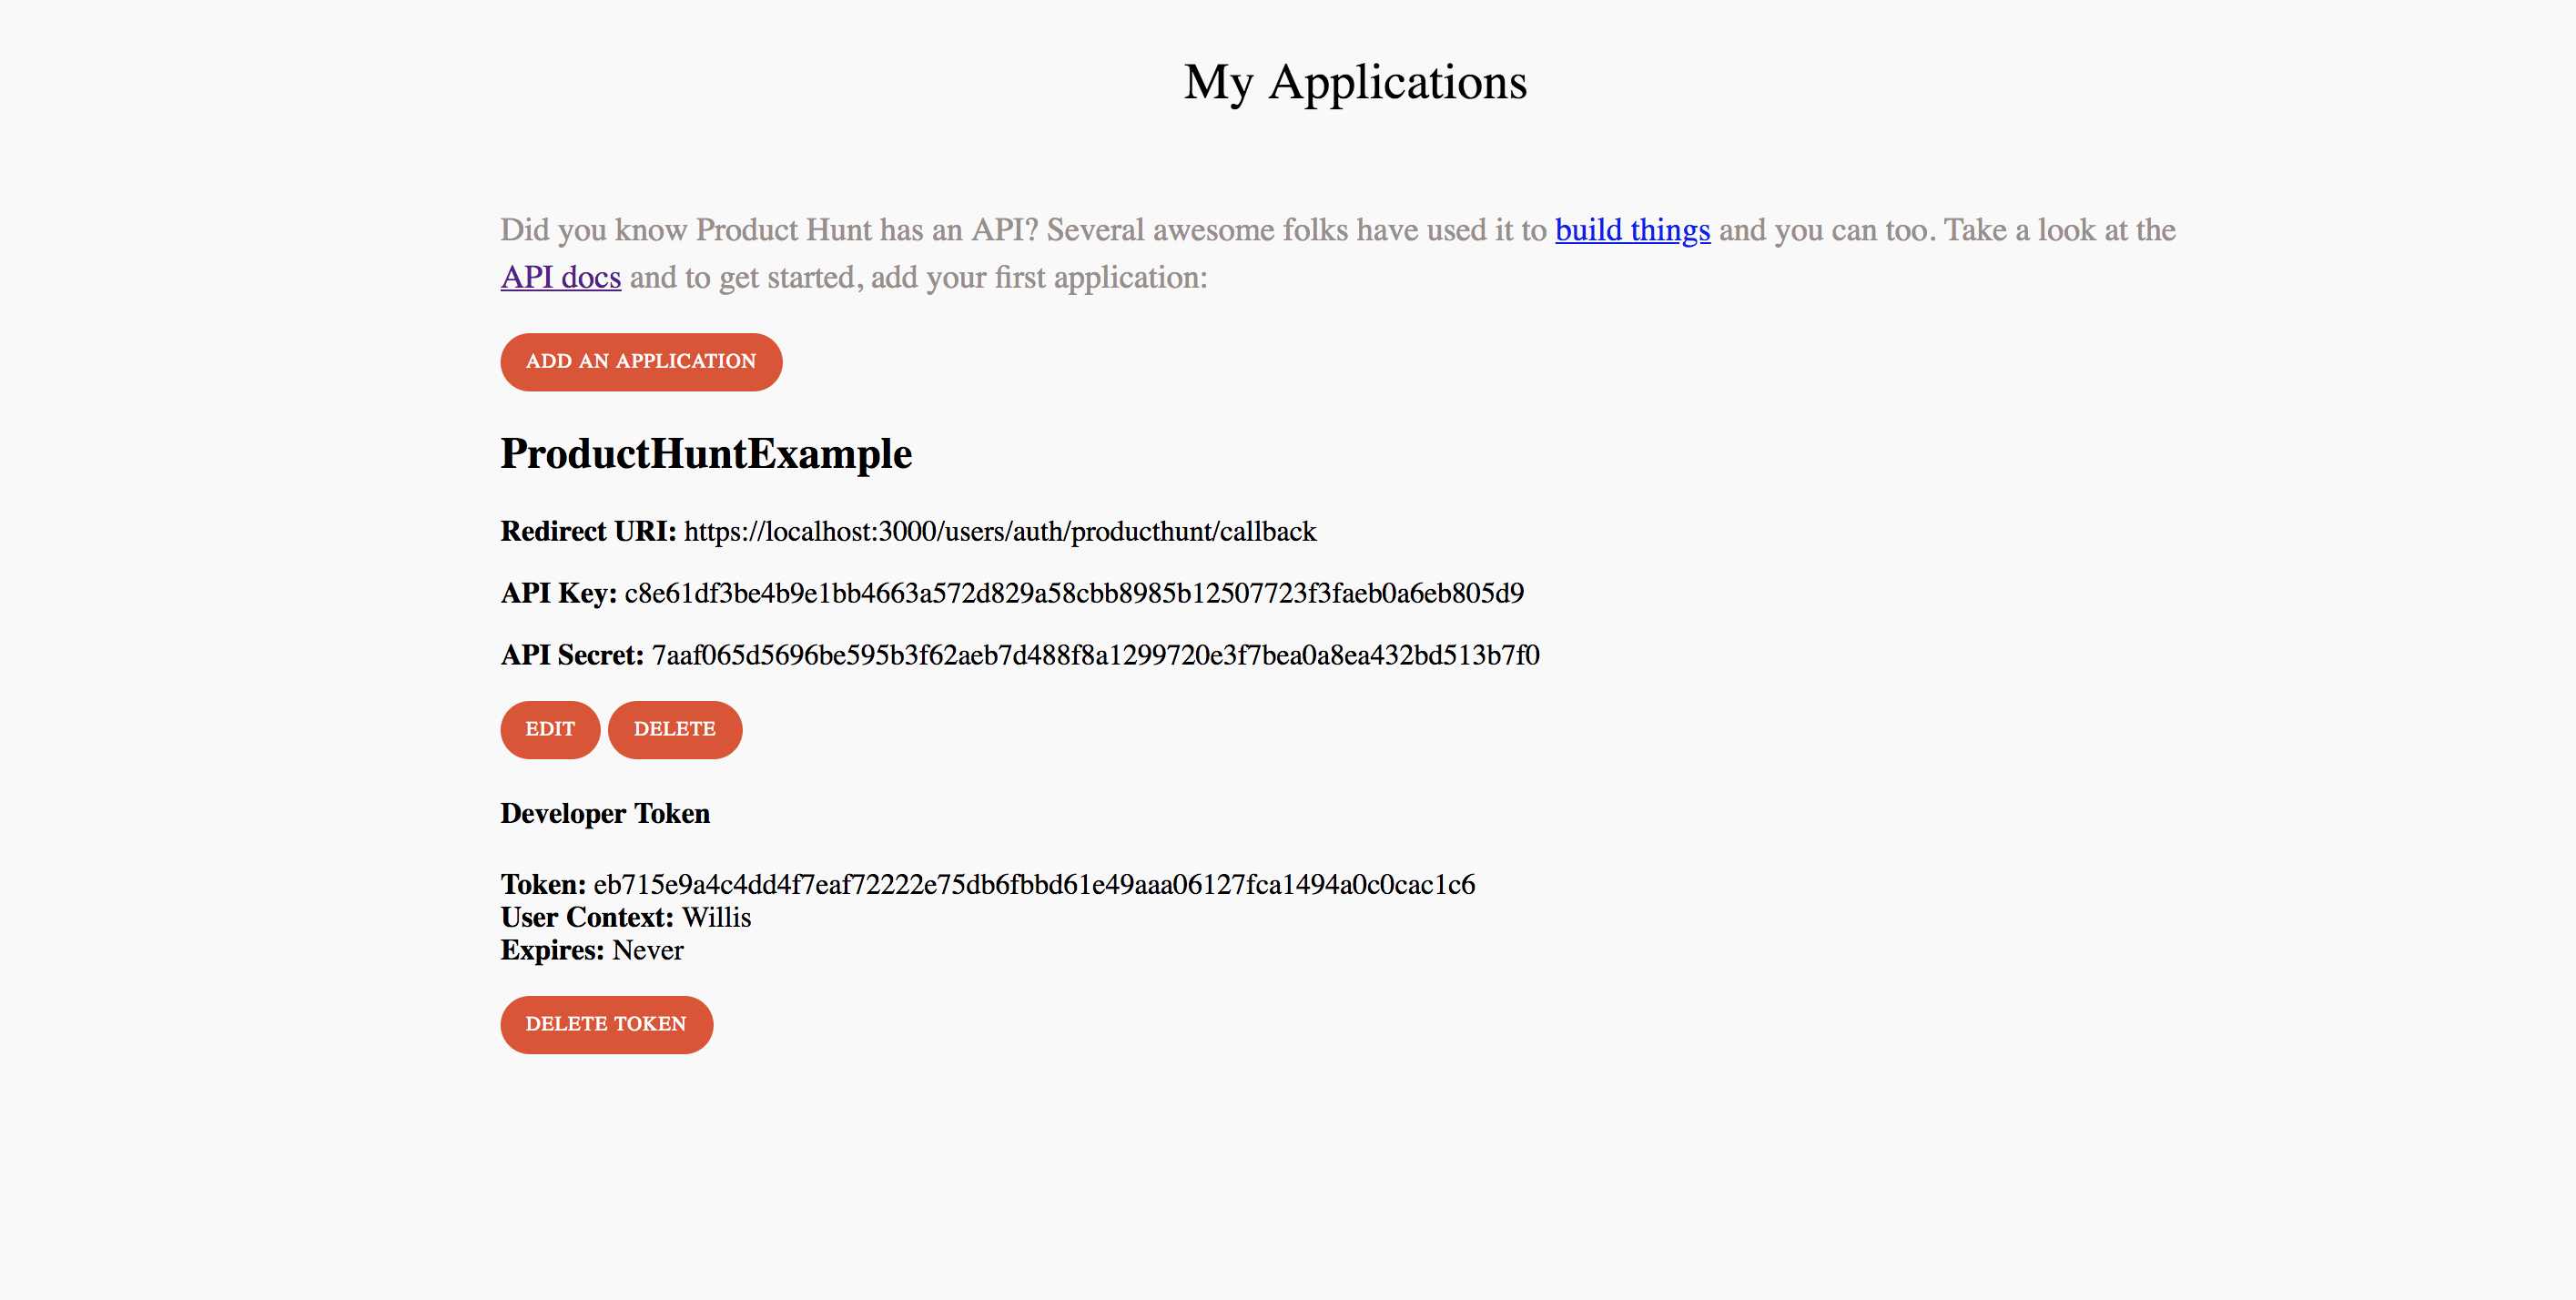 My Applications
Did you know Product Hunt has an API? Several awesome folks have used it to build things and you can too. Take a look at the
API docs and to get started, add your first application:
ADD AN APPLICATION
ProductHuntExample
Redirect URI: https://localhost:3000/users/auth/producthunt/callback
API Key: c8e61df3be4b9e1bb4663a572d829a58cbb8985b12507723f3faeb0a6eb805d9
API Secret: 7aaf065d5696be595b3f62aeb7d488f8a1299720e3f7bea0a8ea432bd513b7f0
EDIT DELETE
Developer Token
Token: eb715e9a4c4dd4f7eaf72222e75db6fbbd61e49aaa06127fca1494a0c0cac1c6
User Context: Willis
Expires: Never
DELETE TOKEN